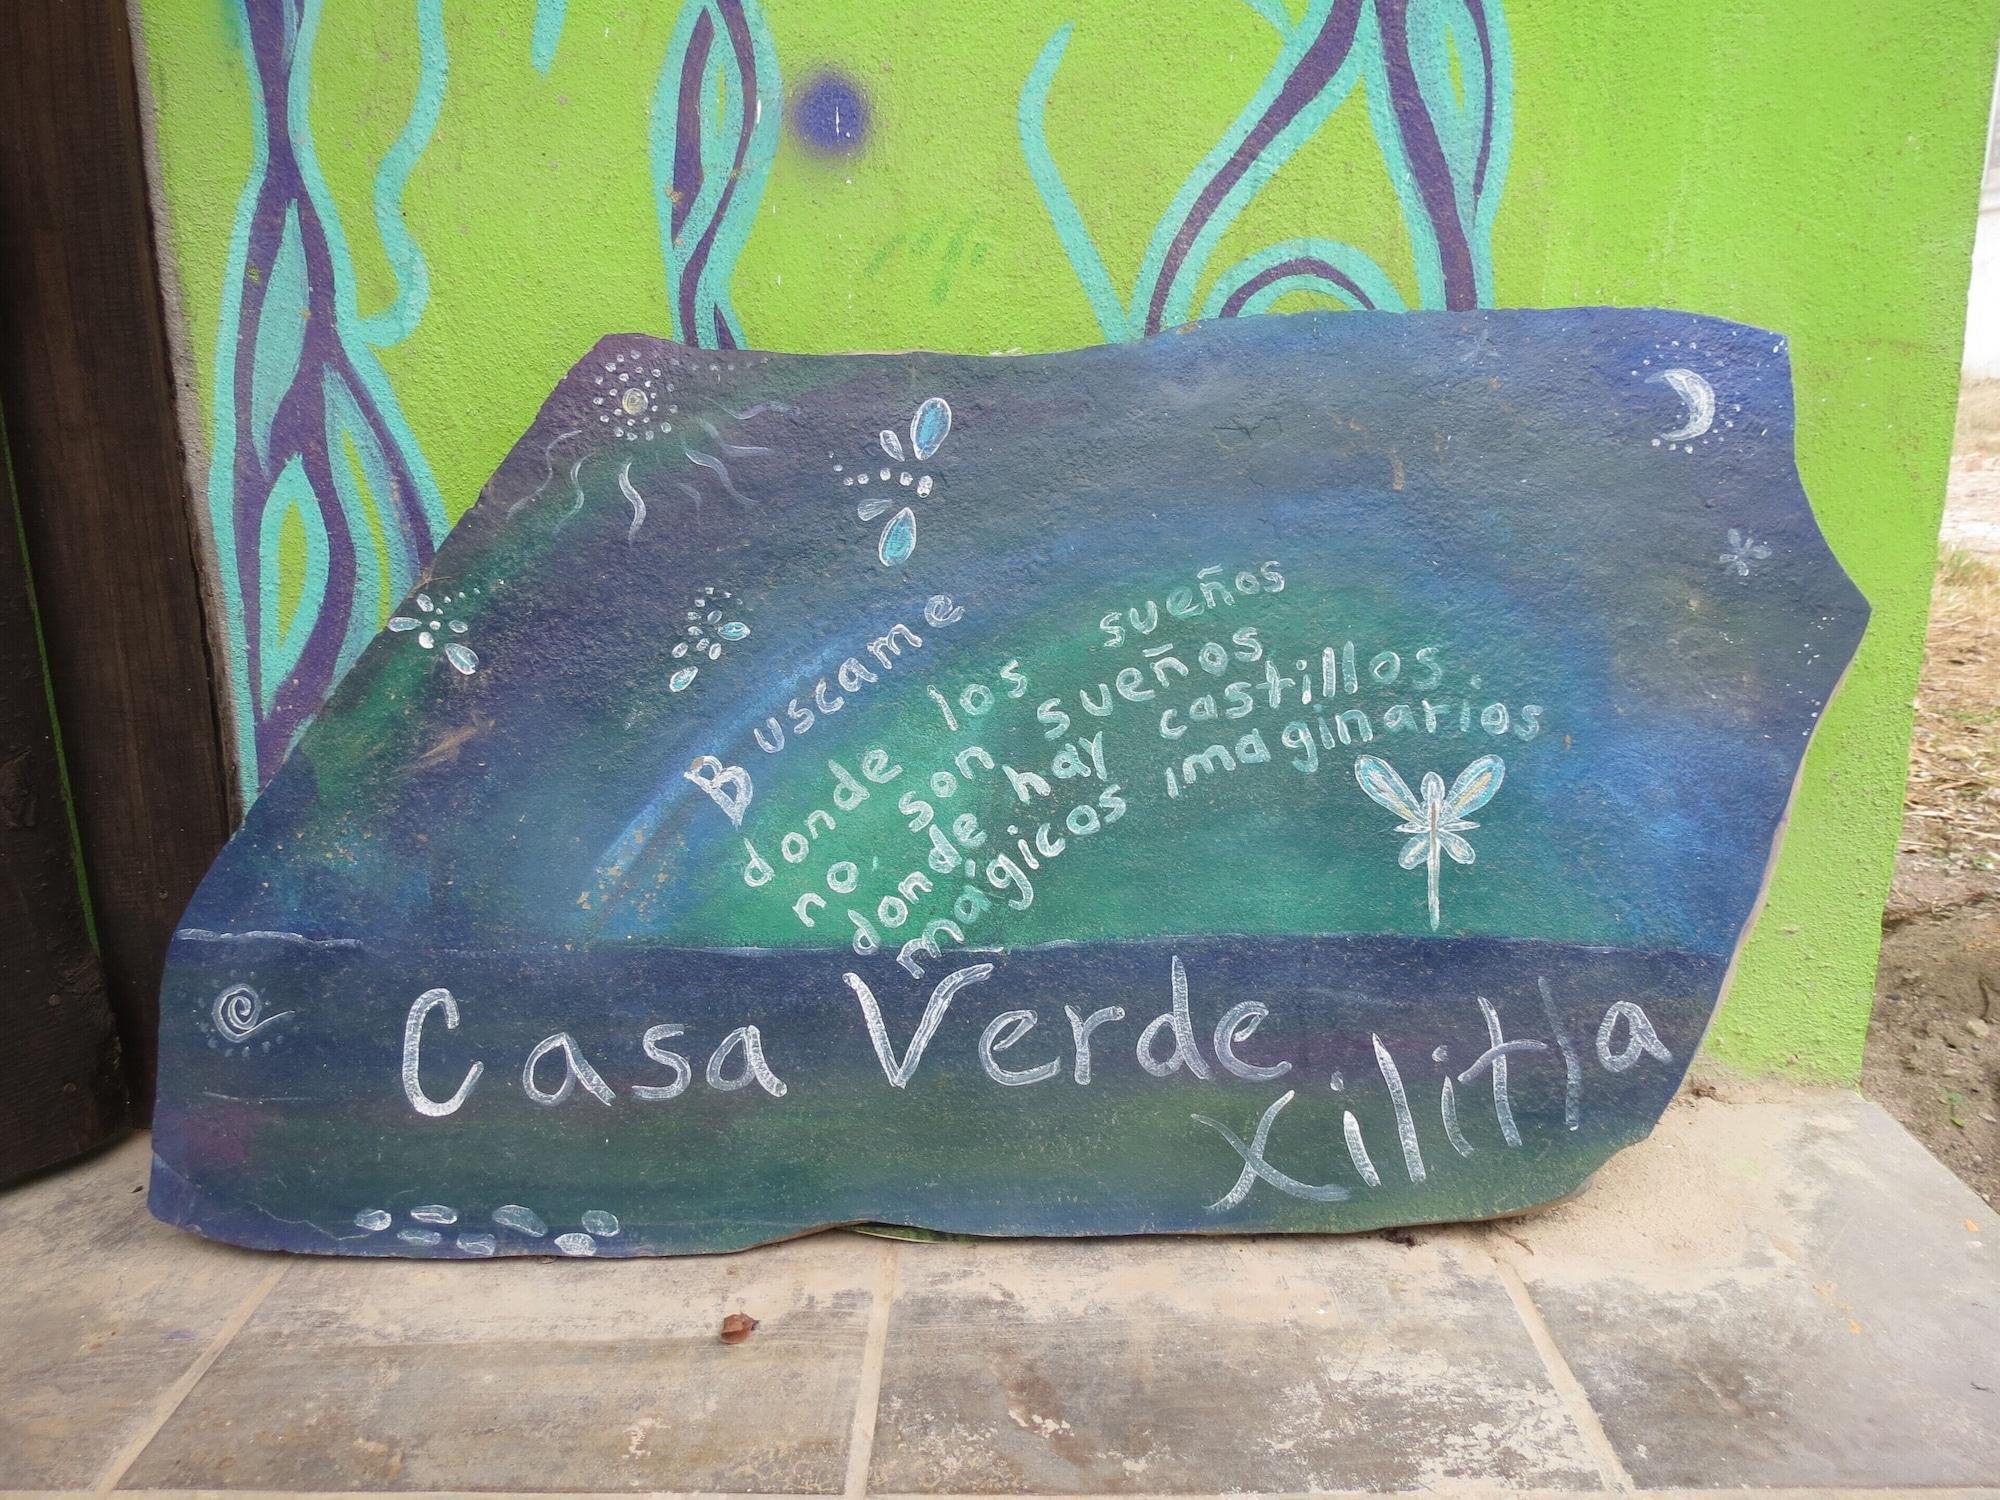 Buscame
donde los sueños
no, son sueños
donde hay castillos.
mágicos imaginarios
Casa Verde
Xilitla